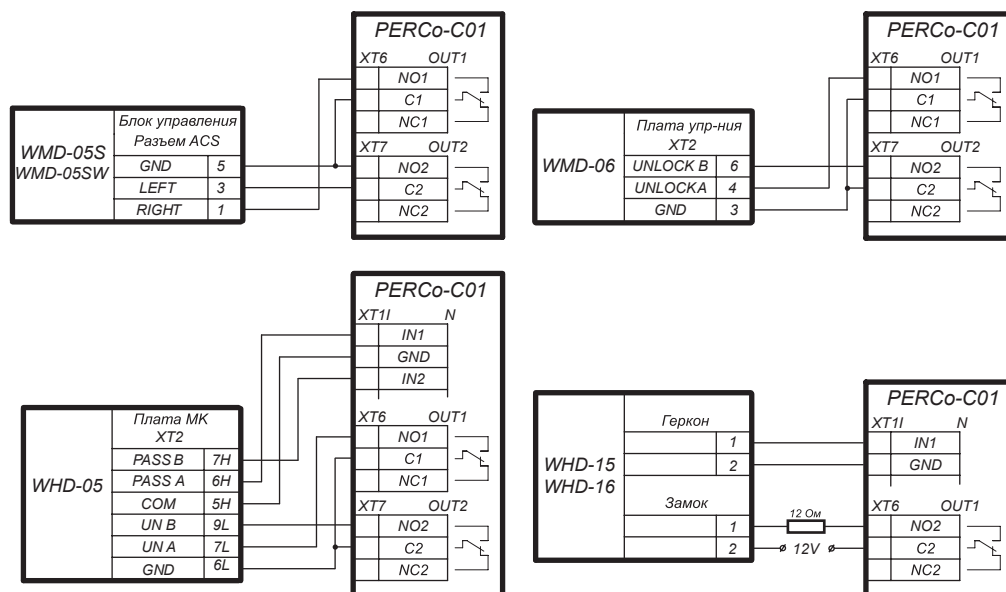 PERCo-C01
XT6 OUT1
NO1
C1
NC1
XT7 OUT2
NO2
C2
NC2
WMD-05S
WMD-05SW
Блок управления
Разъем ACS
GND 5
LEFT 3
RIGHT 1
PERCo-C01
XT6 OUT1
NO1
C1
NC1
XT7 OUT2
NO2
C2
NC2
WMD-06
Плата упр-ния
XT2
UNLOCK B 6
UNLOCKA 4
GND 3
PERCo-C01
XT1I N
IN1
GND
IN2
XT6 OUT1
NO1
C1
NC1
XT7 OUT2
NO2
C2
NC2
WHD-05
Плата МК
XT2
PASS B 7H
PASS A 6H
COM 5H
UN B 9L
UN A 7L
GND 6L
PERCo-C01
XT1I N
IN1
GND
XT6 OUT1
NO2
C2
NC2
WHD-15
WHD-16
Геркон
1
2
Замок
1
2
12 Ом
12V